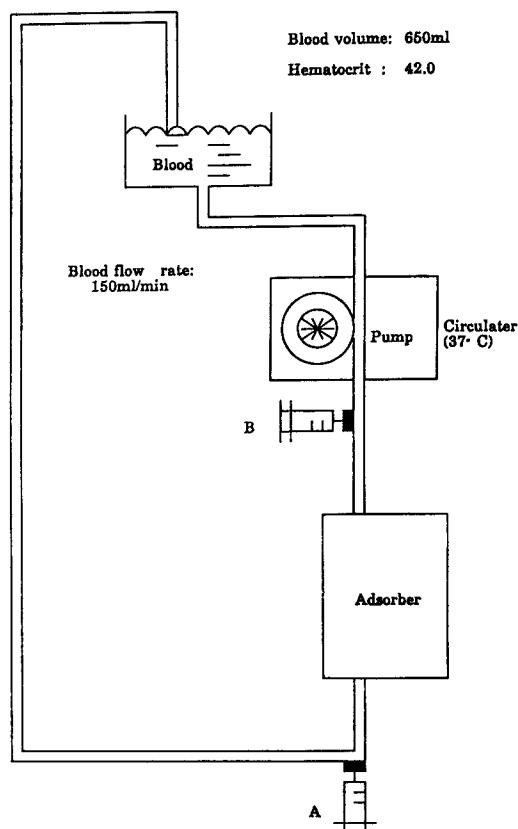 Blood volume: 650ml
Hematocrit : 42.0
Blood
Blood flow rate:
150ml/min
Pump
Circulater
(37· C)
B
Adsorber
A